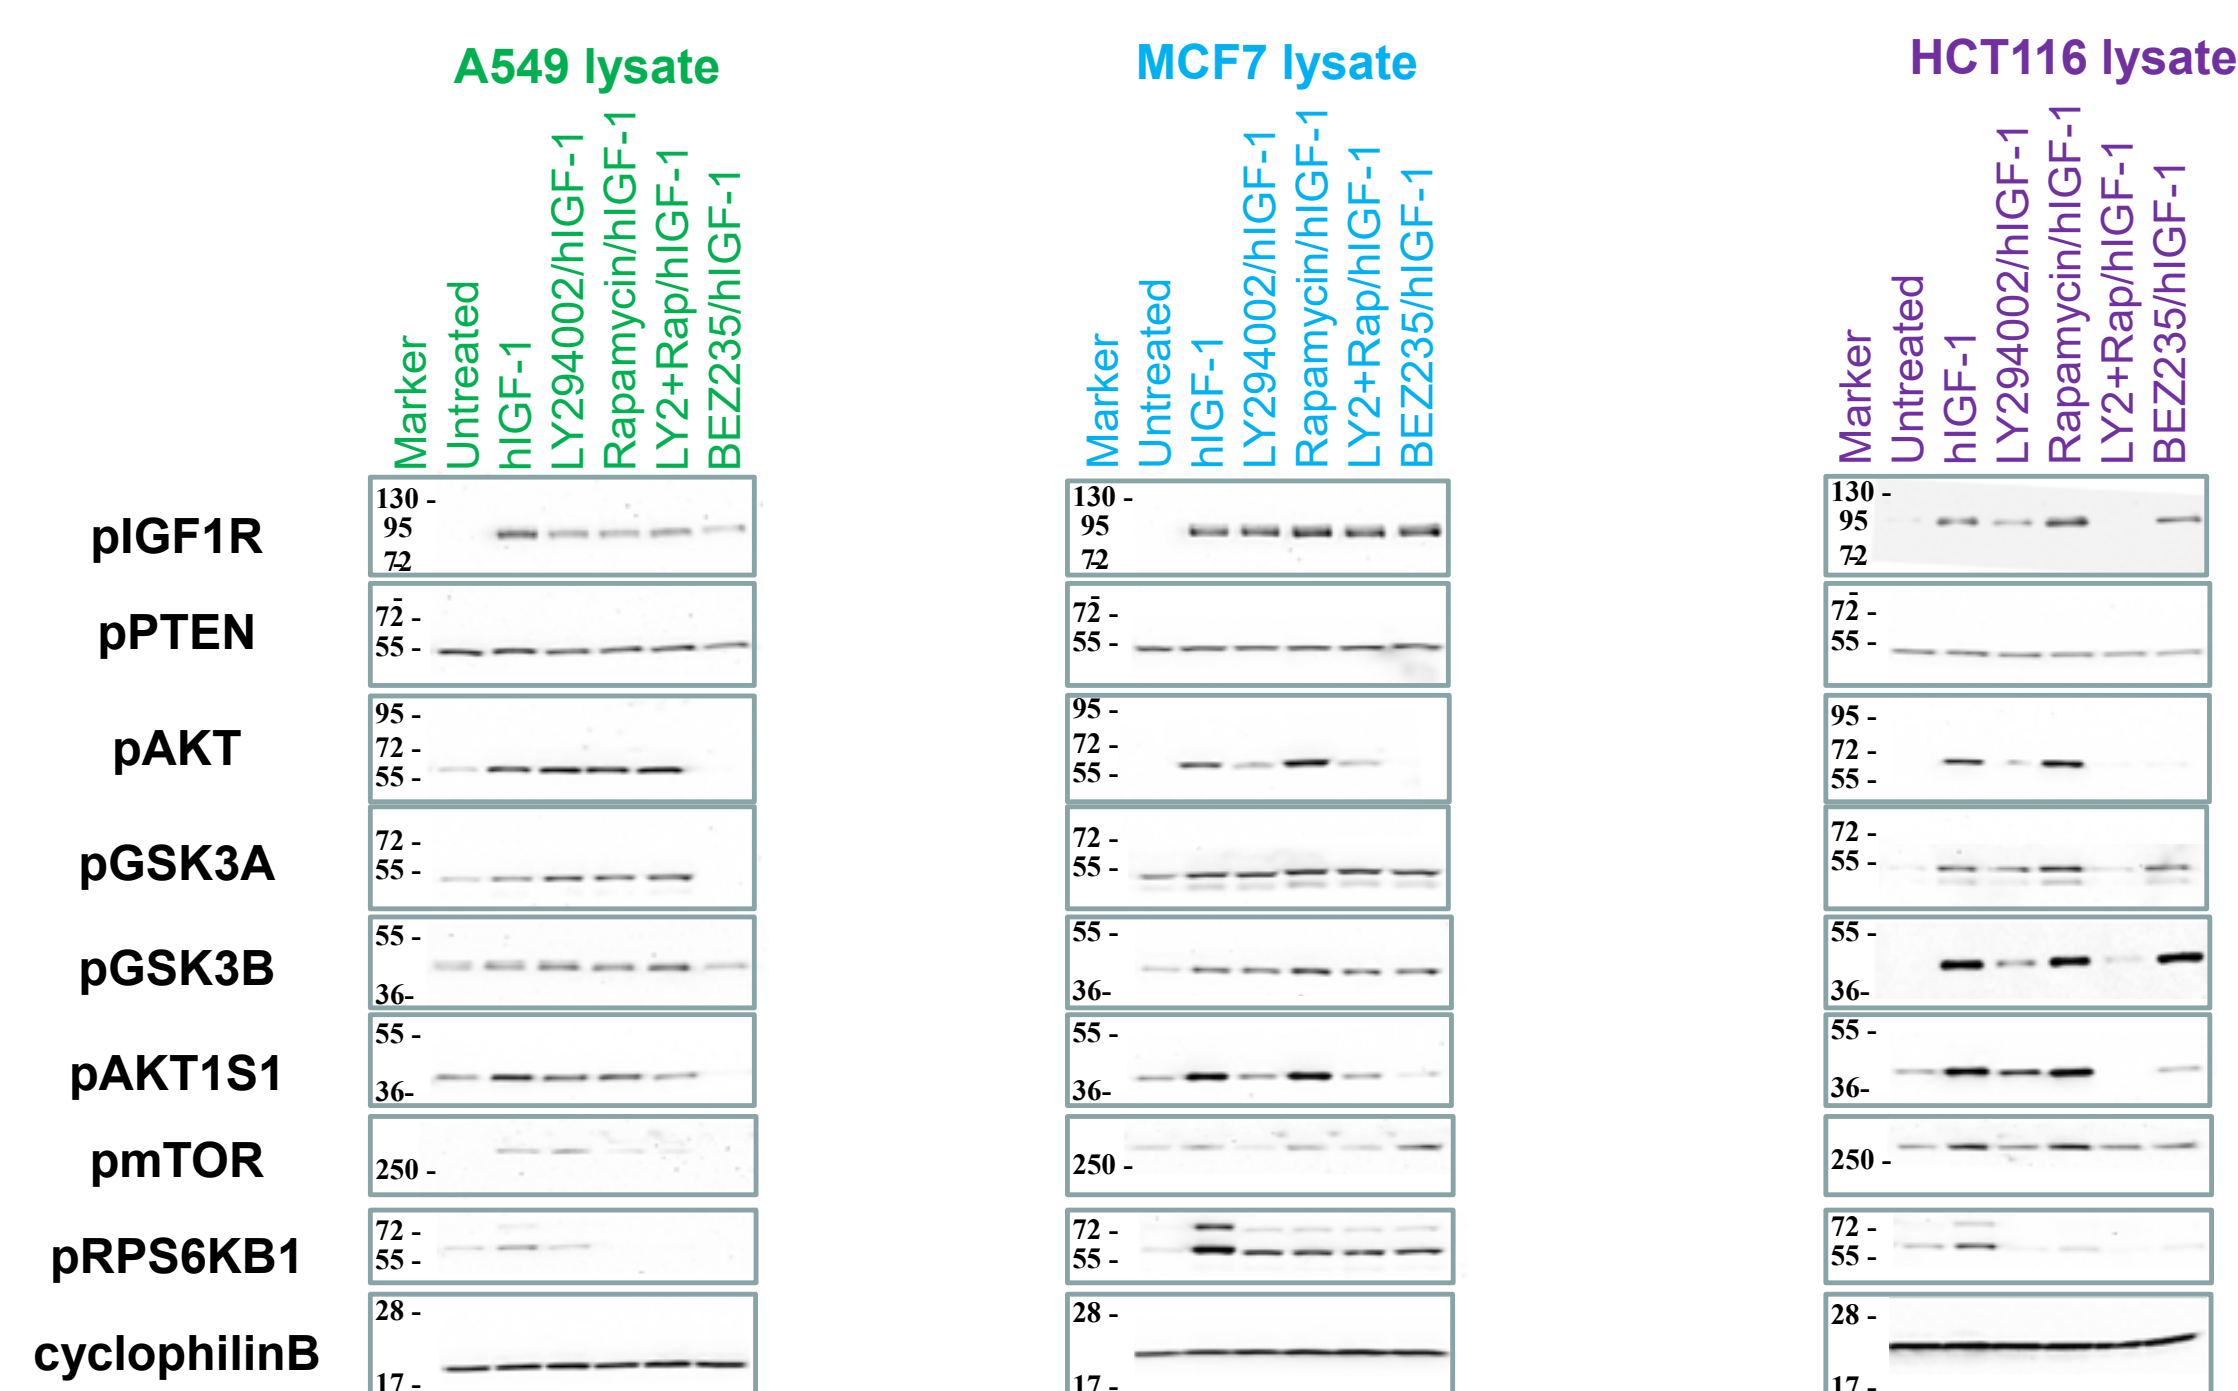 A549 lysate
MCF7 lysate
HCT116 lysate
Marker
Untreated
hIGF-1
LY294002/hIGF-1
Rapamycin/hIGF-1
LY2+Rap/hIGF-1
BEZ235/hIGF-1
Marker
Untreated
hIGF-1
LY294002/hIGF-1
Rapamycin/hIGF-1
LY2+Rap/hIGF-1
BEZ235/hIGF-1
Marker
Untreated
hIGF-1
LY294002/hIGF-1
Rapamycin/hIGF-1
LY2+Rap/hIGF-1
BEZ235/hIGF-1
pIGF1R
130 -
95
72
-
130 -
95
72
-
130 -
95
72
-
pPTEN
72 -
55 -
72 -
55 -
72 -
55 -
pAKT
95 -
72 -
55 -
95 -
72 -
55 -
95 -
72 -
55 -
pGSK3A
72 -
55 -
72 -
55 -
72 -
55 -
pGSK3B
55 -
36-
55 -
36-
55 -
36-
pAKT1S1
55 -
36-
55 -
36-
55 -
36-
pmTOR
250 -
250 -
250 -
pRPS6KB1
72 -
55 -
72 -
55 -
72 -
55 -
cyclophilinB
28 -
17 -
28 -
17 -
28 -
17 -